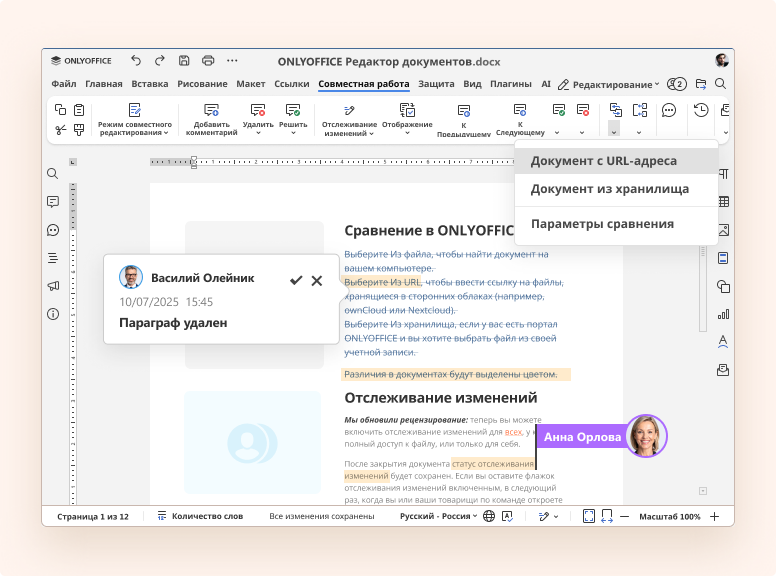 ONLYOFFICE
ONLYOFFICE Редактор документов.docx
Файл Главная Вставка Рисование Макет Ссылки Совместная работа Защита Вид Плагины AI Редактирование 2
Режим совместного редактирования
Добавить комментарий
Удалить
Решить
Отслеживание изменений
Отображение
К Предыдущему
К Следующему
Документ с URL-адреса
Документ из хранилища
Параметры сравнения
Сравнение в ONLYOFFIC
Выберите Из файла, чтобы найти документ на
вашем компьютере.
Выберите Из URL, чтобы ввести ссылку на файлы,
хранящиеся в сторонних облаках (например,
ownCloud или Nextcloud).
Выберите Из хранилища, если у вас есть портал
ONLYOFFICE и вы хотите выбрать файл из своей
учетной записи.
Различия в документах будут выделены цветом.
Василий Олейник
10/07/2025 15:45
Параграф удален
Отслеживание изменений
Мы обновили рецензирование: теперь вы можете
включить отслеживание изменений для всех, у к
полный доступ к файлу, или только для себя.
Анна Орлова
После закрытия документа статус отслеживания
изменений будет сохранен. Если вы оставите флажок
отслеживания изменений включенным, в следующий
раз, когда вы или ваши товарищи по команде откроете
Страница 1 из 12 Количество слов Все изменения сохранены Русский - Россия Масштаб 100%